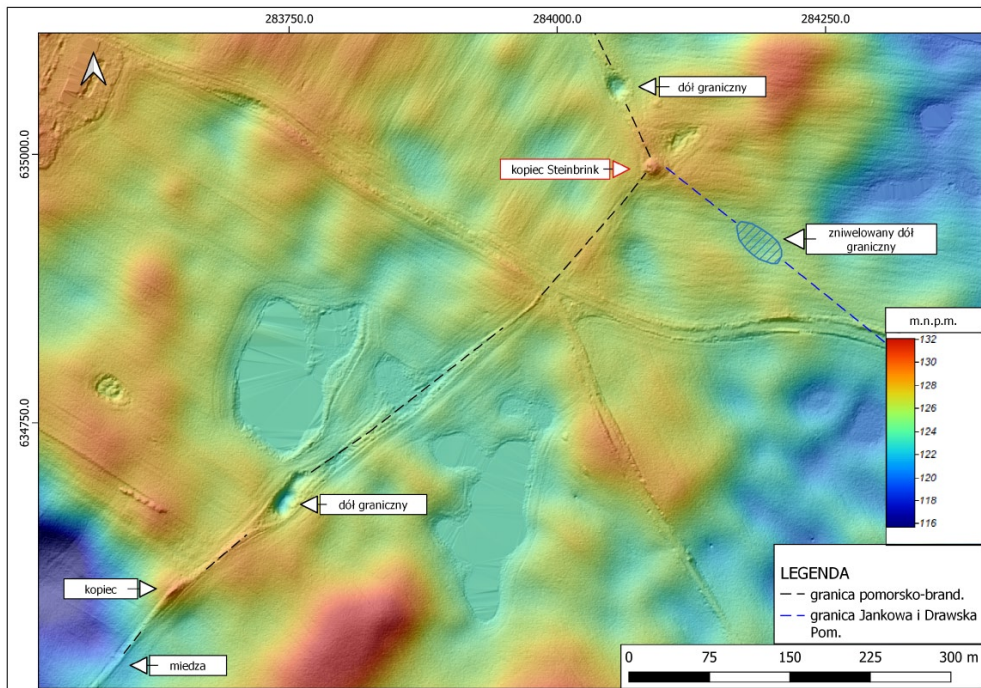 283750.0
284000.0
284250.0
635000.0
634750.0
dół graniczny
kopiec Steinbrink
zniwelowany dół
graniczny
dół graniczny
kopiec
miedza
m.n.p.m.
132
130
128
126
124
122
120
118
116
LEGENDA
granica pomorsko-brand.
granica Jankowa i Drawska
Pom.
0
75
150
225
300 m